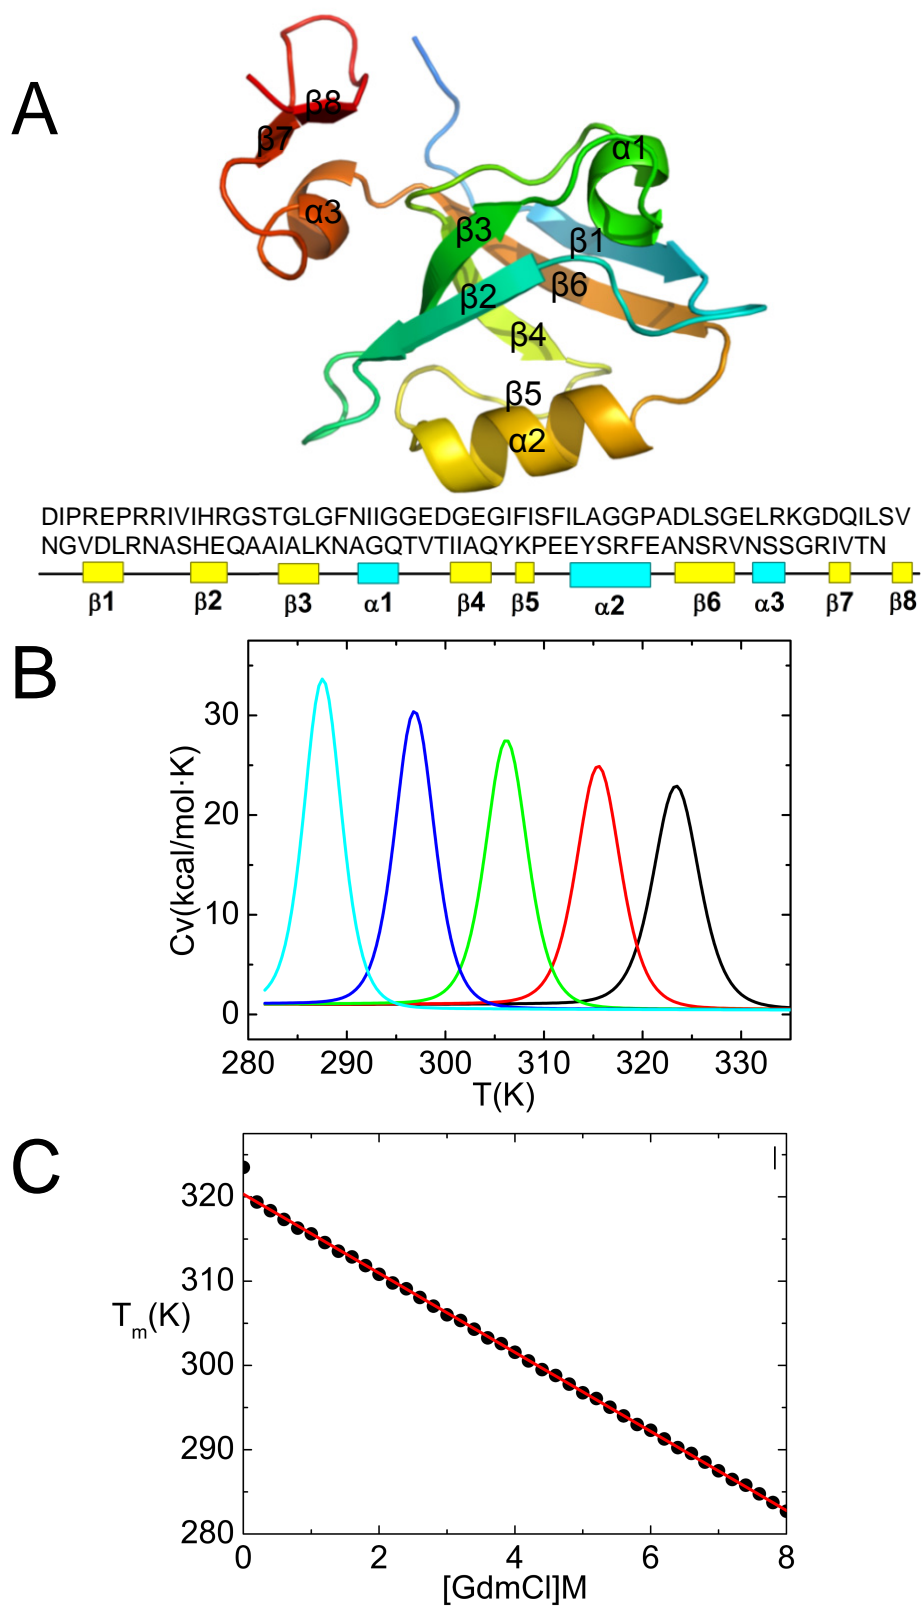 A
β8
β7
α1
α3
β3
β1
β2
β6
β4
β5
α2
DIPREPRRIVIHRGSTGLGFNIIGGEDGEGIFISFILAGGPADLSGELRKGDQILSV
NGVDLRNASHEQAAIALKNAGQTVTIIAQYKPEEYSRFEANSRVNSSGRIVTN
β1 β2 β3 α1 β4 β5 α2 β6 α3 β7 β8
B
30
20
10
0
Cv(kcal/mol·K)
280 290 300 310 320 330
T(K)
C
320
310
300
290
280
Tm(K)
0 2 4 6 8
[GdmCl]M